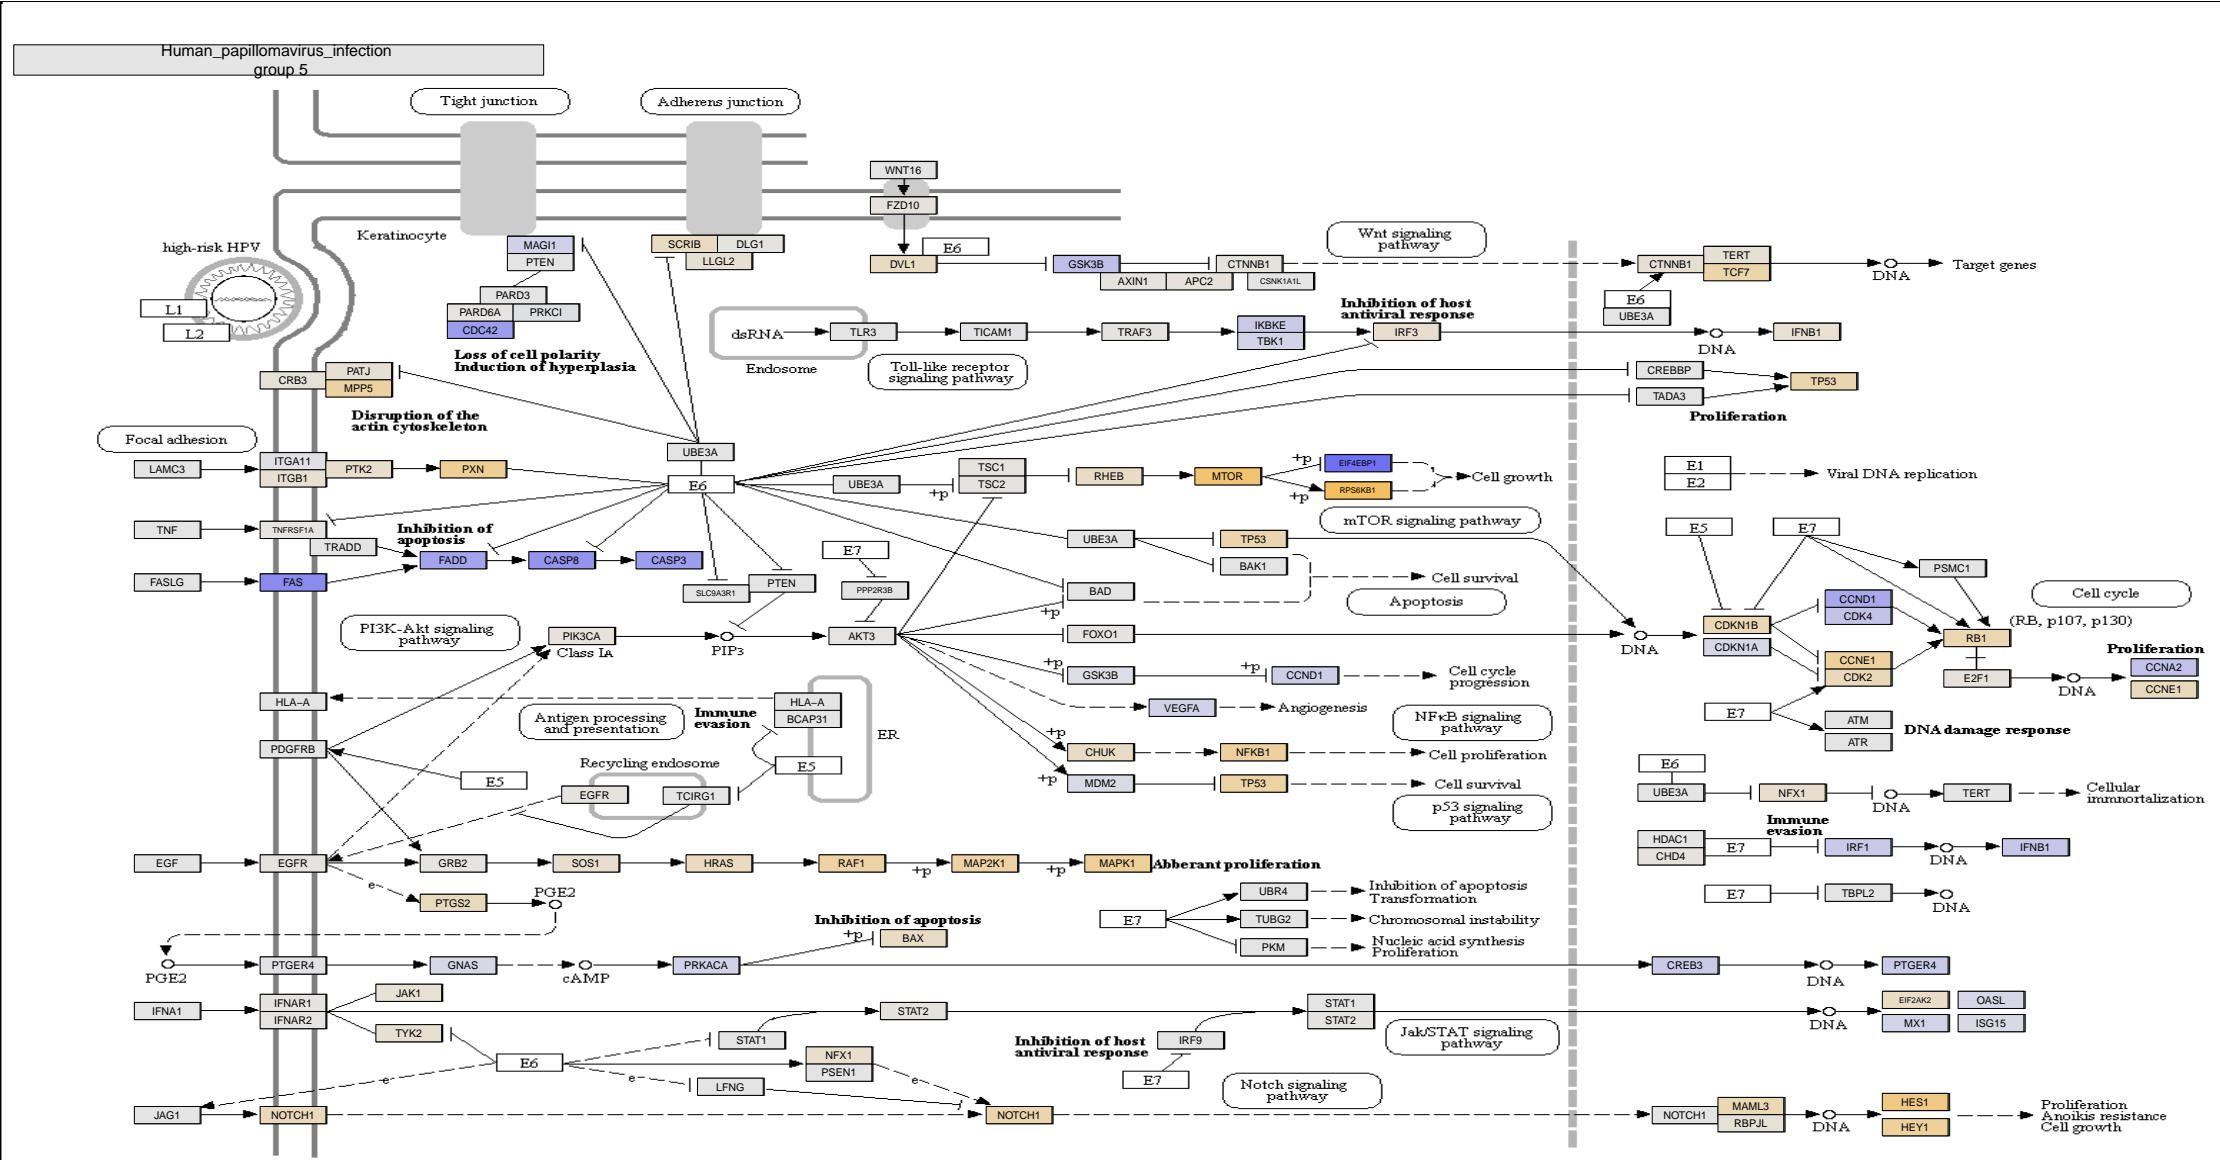 Human_papillomavirus_infection
group 5
Tight junction
Adherens junction
WNT16
FZD10
Keratinocyte
high-risk HPV
L1
L2
MAGI1
PTEN
PARD3
PARD6A
PRKCI
CDC42
SCRIB
DLG1
LLGL2
E6
DVL1
GSK3B
CTNNB1
AXIN1
APC2
CSNK1A1L
Wnt signaling
pathway
CTNNB1
TERT
TCF7
DNA
Target genes
E6
UBE3A
Loss of cell polarity
Induction of hyperplasia
dsRNA
TLR3
TICAM1
TRAF3
IKBKE
TBK1
Inhibition of host
antiviral response
IRF3
DNA
IFNB1
Endosome
Toll-like receptor
signaling pathway
CRB3
PATJ
MPP5
CREBBP
TADA3
TP53
Proliferation
Disruption of the
actin cytoskeleton
Focal adhesion
LAMC3
ITGA11
ITGB1
PTK2
PXN
UBE3A
E6
UBE3A
+p
TSC1
TSC2
RHEB
MTOR
+p
+p
EIF4EBP1
RPS6KB1
Cell growth
mTOR signaling pathway
E1
E2
Viral DNA replication
TNF
TNFRSF1A
TRADD
Inhibition of
apoptosis
FADD
CASP8
CASP3
FASLG
FAS
SLC9A3R1
PTEN
E7
PPP2R3B
UBE3A
TP53
BAK1
BAD
+p
Cell survival
Apoptosis
E5
E7
PSMC1
Cell cycle
(RB, p107, p130)
CDKN1B
CDKN1A
CCND1
CDK4
CCNE1
CDK2
RB1
E2F1
DNA
Proliferation
CCNA2
CCNE1
PI3K-Akt signaling
pathway
PIK3CA
Class IA
PIP3
AKT3
FOXO1
DNA
+p
GSK3B
+p
CCND1
Cell cycle
progression
VEGFA
Angiogenesis
NFκB signaling
pathway
+p
CHUK
NFKB1
Cell proliferation
+p
MDM2
TP53
Cell survival
p53 signaling
pathway
E7
ATM
ATR
DNA damage response
HLA−A
HLA−A
BCAP31
Immune
evasion
Antigen processing
and presentation
ER
PDGFRB
E5
E5
Recycling endosome
EGFR
TCIRG1
E6
UBE3A
NFX1
DNA
TERT
Cellular
immnortalization
EGF
EGFR
GRB2
SOS1
HRAS
RAF1
+p
MAP2K1
+p
MAPK1
Abberant proliferation
HDAC1
CHD4
E7
Immune
evasion
IRF1
DNA
IFNB1
e
PTGS2
PGE2
E7
UBR4
TUBG2
PKM
Inhibition of apoptosis
Transformation
Chromosomal instability
Nucleic acid synthesis
Proliferation
E7
TBPL2
DNA
Inhibition of apoptosis
+p
BAX
PGE2
PTGER4
GNAS
cAMP
PRKACA
CREB3
DNA
PTGER4
IFNA1
IFNAR1
IFNAR2
JAK1
TYK2
STAT2
STAT1
STAT1
STAT2
IRF9
E7
Inhibition of host
antiviral response
Jak/STAT signaling
pathway
DNA
EIF2AK2
OASL
MX1
ISG15
E6
NFX1
PSEN1
LFNG
e
e
e
JAG1
NOTCH1
NOTCH1
Notch signaling
pathway
NOTCH1
MAML3
RBPJL
DNA
HES1
HEY1
Proliferation
Anoikis resistance
Cell growth